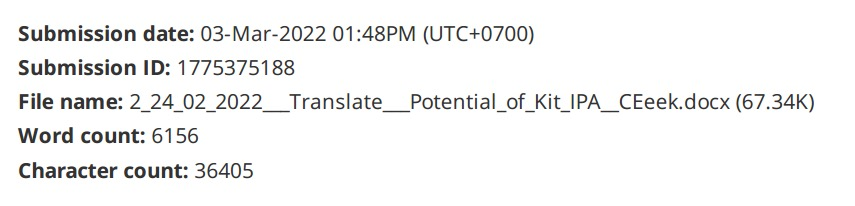 Submission date: 03-Mar-2022 01:48PM (UTC+0700)
Submission ID: 1775375188
File name: 2_24_02_2022___Translate___Potential_of_Kit_IPA__CEeek.docx (67.34K)
Word count: 6156
Character count: 36405